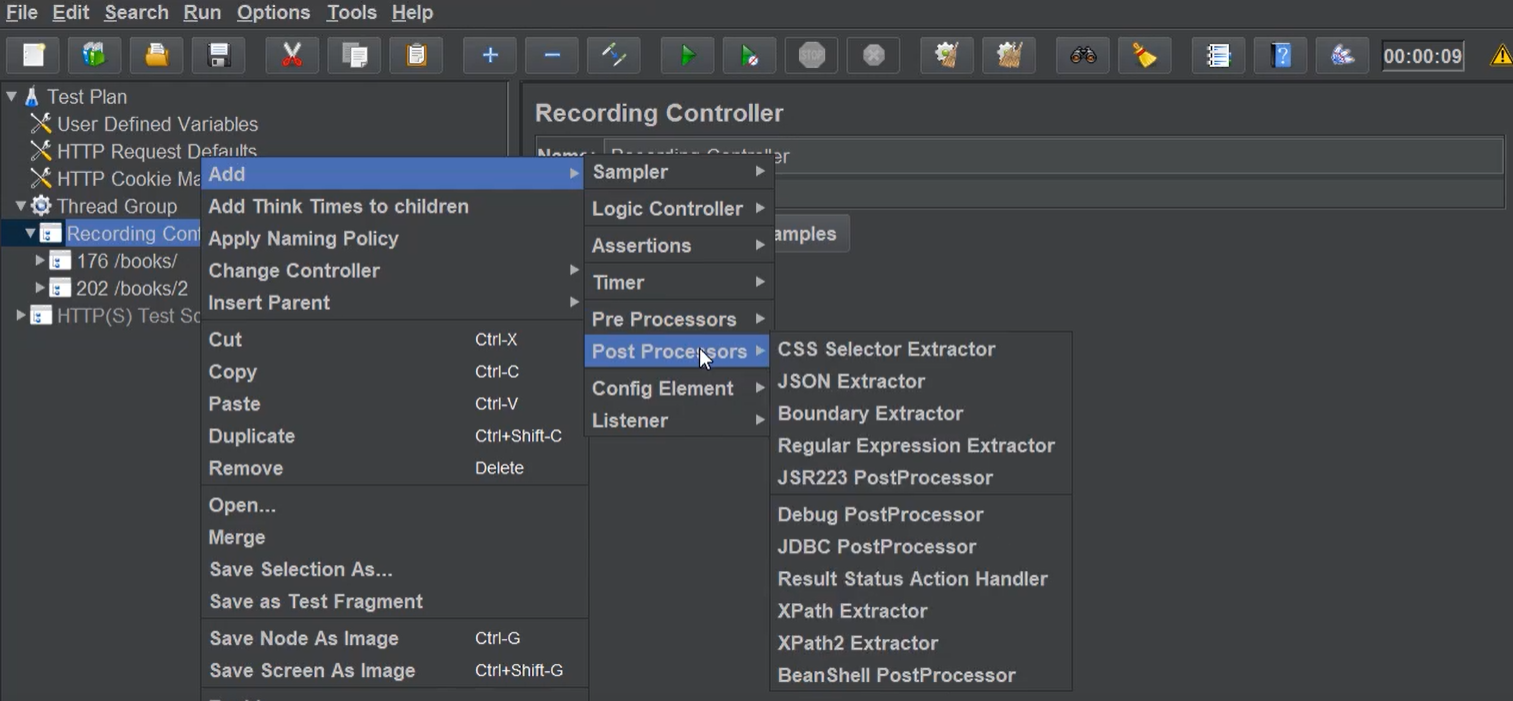 File Edit Search Run Options Tools Help
STOP
00:00:09
Test Plan
User Defined Variables
HTTP Request Defaults
HTTP Cookie
Thread Group
Recording
176 /books/
202 /books/2
HTTP(S) Test
Recording Controller
Name: Recording Controller
Add
Add Think Times to children
Apply Naming Policy
Change Controller
Insert Parent
Cut Ctrl-X
Copy Ctrl-C
Paste Ctrl-V
Duplicate Ctrl+Shift-C
Remove Delete
Open...
Merge
Save Selection As...
Save as Test Fragment
Save Node As Image Ctrl-G
Save Screen As Image Ctrl+Shift-G
Sampler
Logic Controller
Assertions
Timer
Pre Processors
Post Processors
Config Element
Listener
CSS Selector Extractor
JSON Extractor
Boundary Extractor
Regular Expression Extractor
JSR223 PostProcessor
Debug PostProcessor
JDBC PostProcessor
Result Status Action Handler
XPath Extractor
XPath2 Extractor
BeanShell PostProcessor